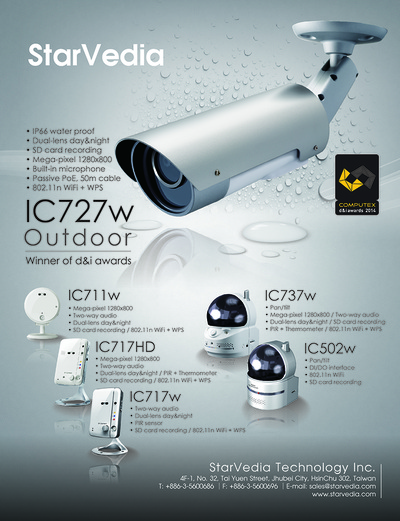 StarVedia
• IP66 water proof
• Dual-lens day&night
• SD card recording
• Mega-pixel 1280x800
• Built-in microphone
• Passive PoE, 50m cable
• 802.11n WiFi + WPS
IC727w
Outdoor
Winner of d&i awards
COMPUTEX
d&i awards 2014
IC711w
• Mega-pixel 1280x800
• Two-way audio
• Dual-lens day&night
• SD card recording / 802.11n WiFi + WPS
IC737w
• Pan/tilt
• Mega-pixel 1280x800 / Two-way audio
• Dual-lens day&night / SD card recording
• PIR + Thermometer / 802.11n WiFi + WPS
IC717HD
• Mega-pixel 1280x800
• Two-way audio
• Dual-lens day&night / PIR + Thermometer
• SD card recording / 802.11n WiFi + WPS
IC502w
• Pan/tilt
• DI/DO interface
• 802.11n WiFi
• SD card recording
IC717w
• Two-way audio
• Dual-lens day&night
• PIR sensor
• SD card recording / 802.11n WiFi + WPS
StarVedia Technology Inc.
4F-1, No. 32, Tai Yuen Street, Jhubei City, HsinChu 302, Taiwan
T: +886-3-5600686 | F: +886-3-5600696 | E-mail: sales@starvedia.com
www.starvedia.com